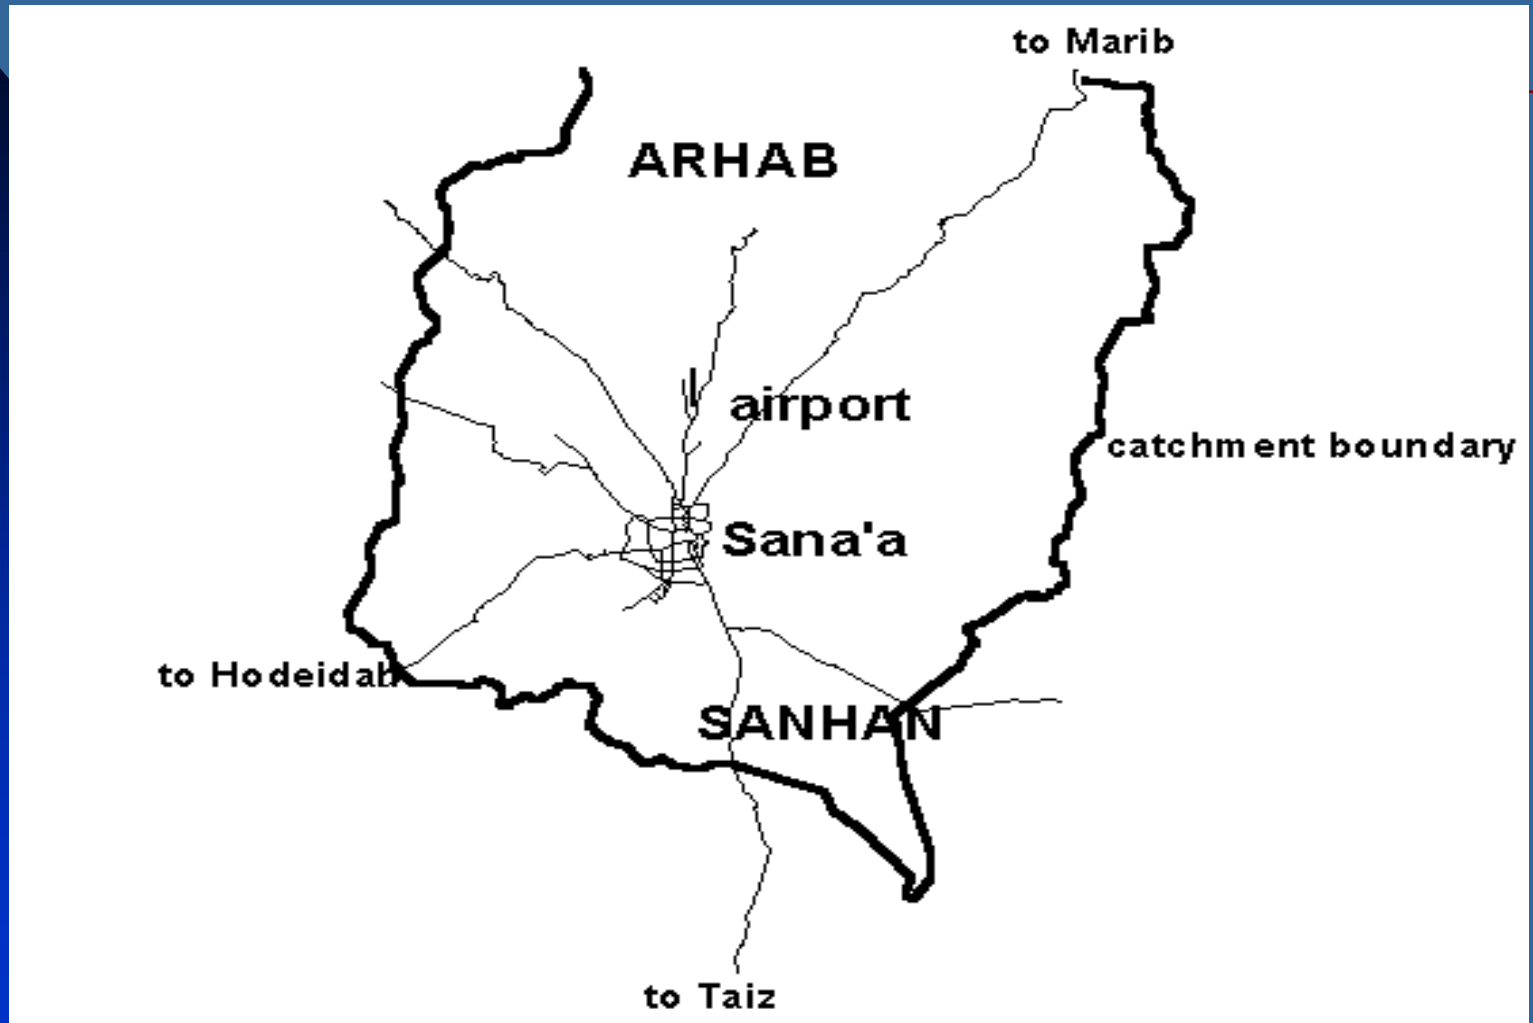 to Marib
ARHAB
airport
catchment boundary
Sana'a
to Hodeidah
SANHAN
to Taiz